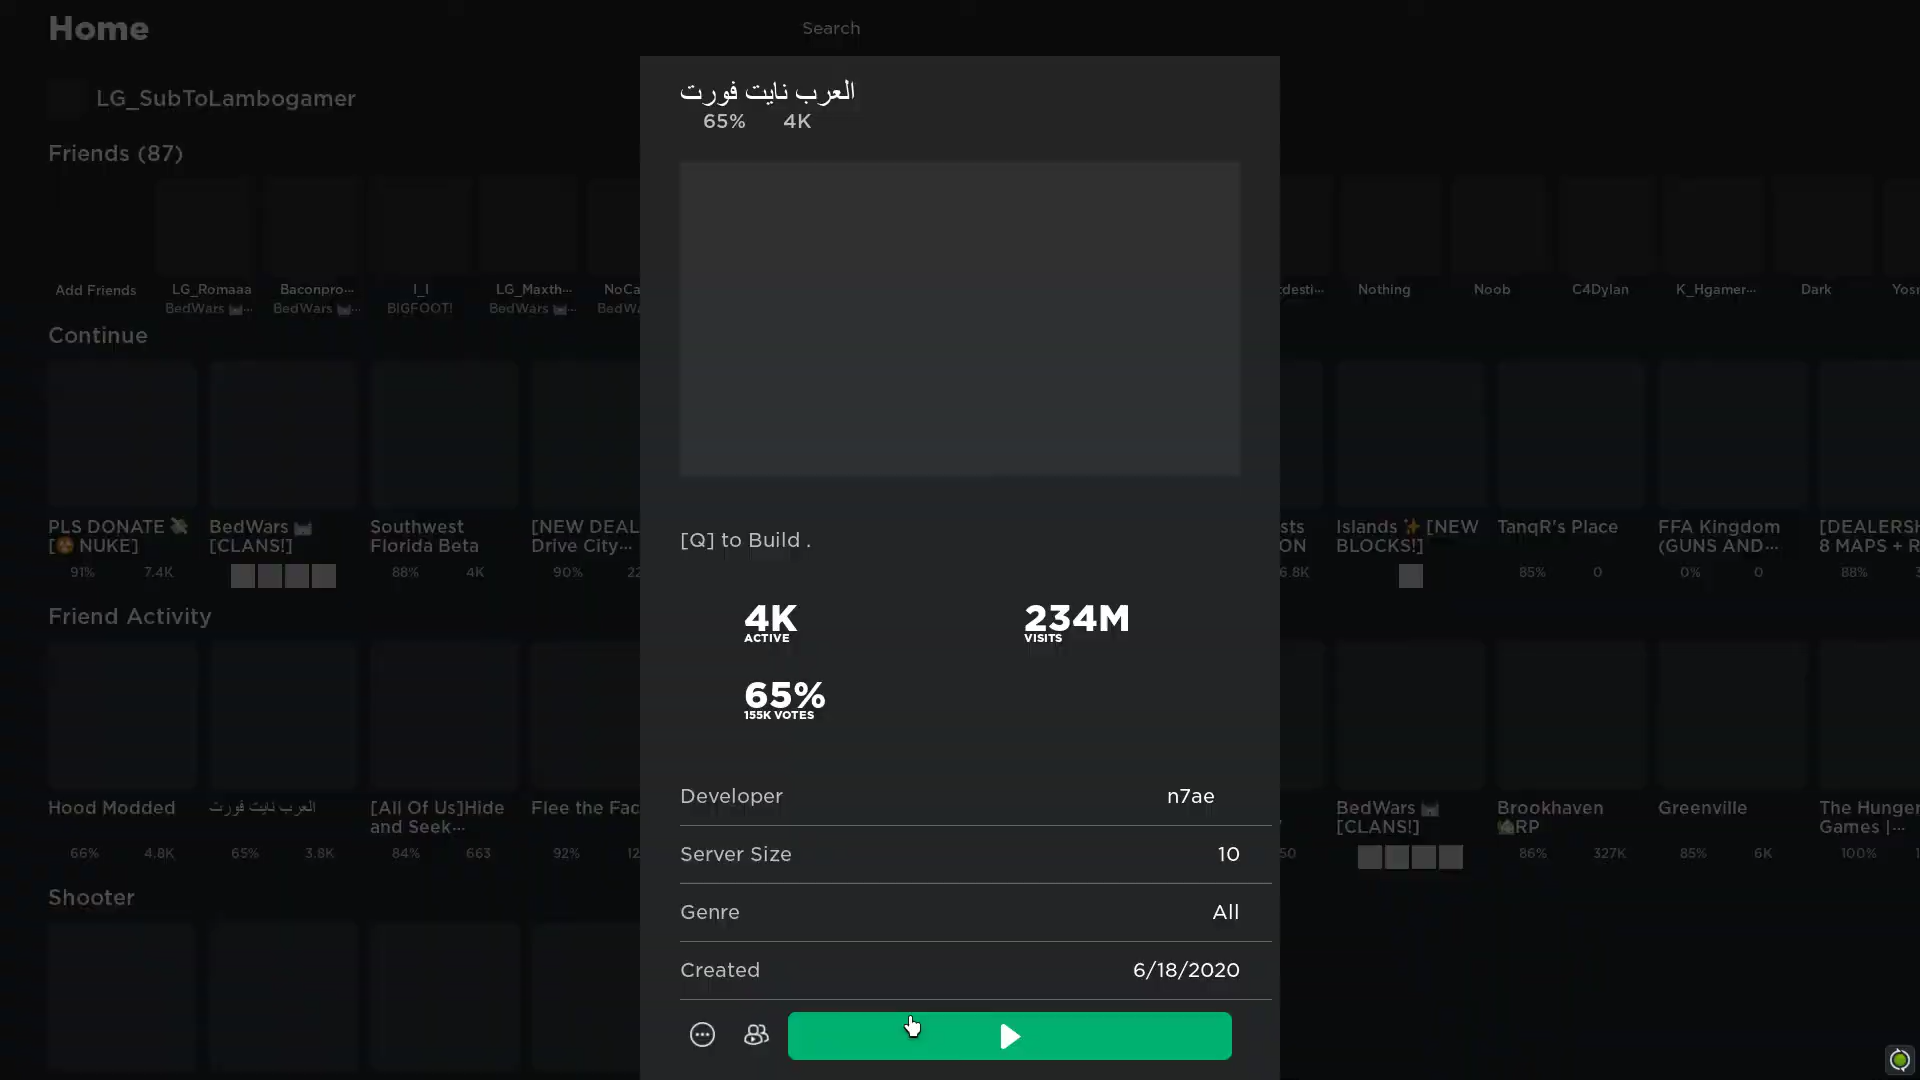 Home
Search
LG_SubToLambogamer
Friends (87)
Add Friends
LG_Romaaa
BedWars
Baconpro...
BedWars
I_I
BIGFOOT!
LG_Maxth...
BedWars
Nothing
Noob
C4Dylan
K_Hgamer...
Dark
Continue
PLS DONATE
[NUKE]
91% 7.4K
BedWars
[CLANS!]
Southwest
Florida Beta
88% 4K
[NEW DEAL
Drive City...
90%
Islands [NEW
BLOCKS!]
TanqR's Place
85% 0
FFA Kingdom
(GUNS AND...
0% 0
[DEALERSH
8 MAPS + R
88%
Friend Activity
Hood Modded
66% 4.8K
العرب نايت فورت
65% 3.8K
[All Of Us]Hide
and Seek...
84% 663
Flee the Fac
92%
BedWars
[CLANS!]
Brookhaven
RP
86% 327K
Greenville
85% 6K
The Hunger
Games |...
100%
Shooter
العرب نايت فورت
65% 4K
[Q] to Build .
4K
ACTIVE
234M
VISITS
65%
155K VOTES
Developer n7ae
Server Size 10
Genre All
Created 6/18/2020